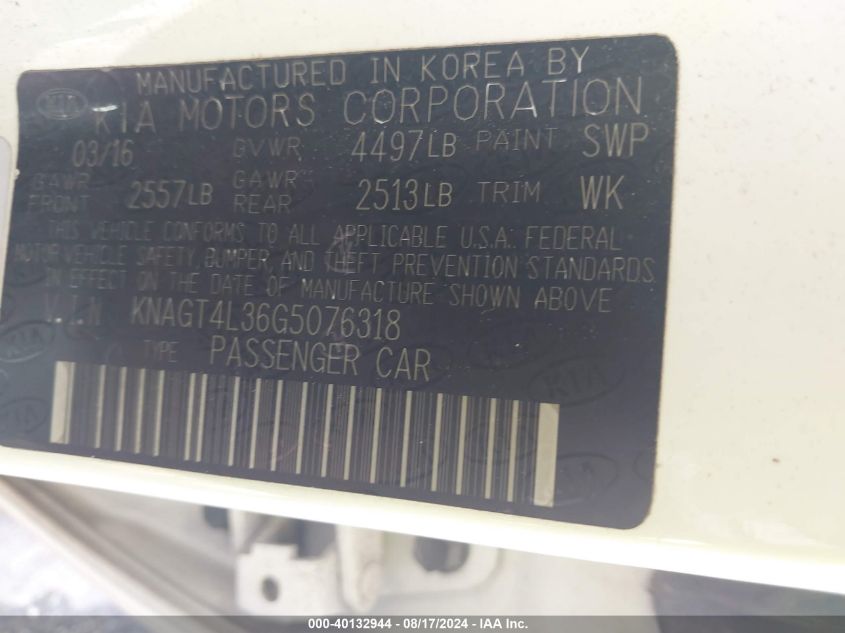 MANUFACTURED IN KOREA BY
KIA MOTORS CORPORATION
03/16 GVWR 4497LB PAINT SWP
GAWR FRONT 2557LB GAWR REAR 2513LB TRIM WK
THIS VEHICLE CONFORMS TO ALL APPLICABLE U.S.A. FEDERAL
MOTOR VEHICLE SAFETY, BUMPER, AND THEFT PREVENTION STANDARDS
IN EFFECT ON THE DATE OF MANUFACTURE SHOWN ABOVE
V.I.N KNAGT4L36G5076318
TYPE PASSENGER CAR
000-40132944 - 08/17/2024 - IAA Inc.